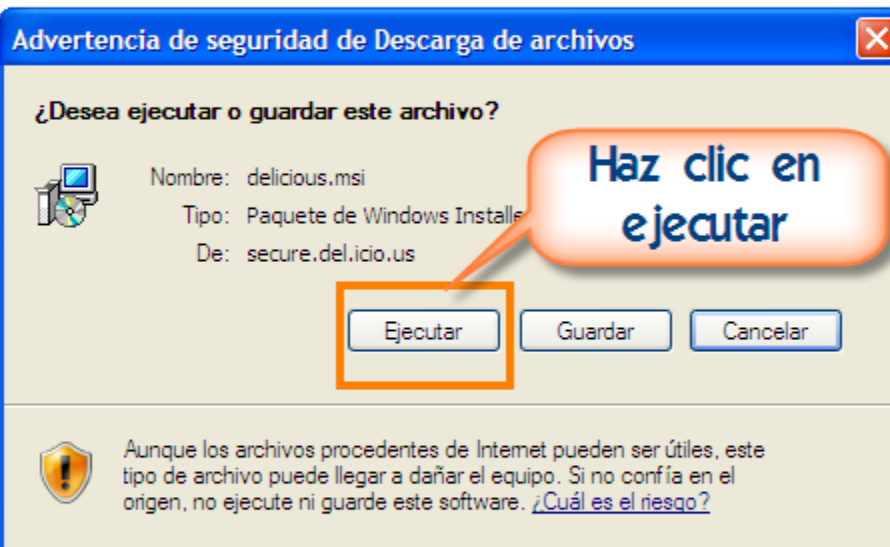 Advertencia de seguridad de Descarga de archivos
¿Desea ejecutar o guardar este archivo?
Haz clic en
ejecutar
Nombre: delicious.msi
Tipo: Paquete de Windows Installe
De: secure.del.icio.us
Ejecutar Guardar Cancelar
Aunque los archivos procedentes de Internet pueden ser útiles, este
tipo de archivo puede llegar a dañar el equipo. Si no confía en el
origen, no ejecute ni guarde este software. ¿Cuál es el riesgo?